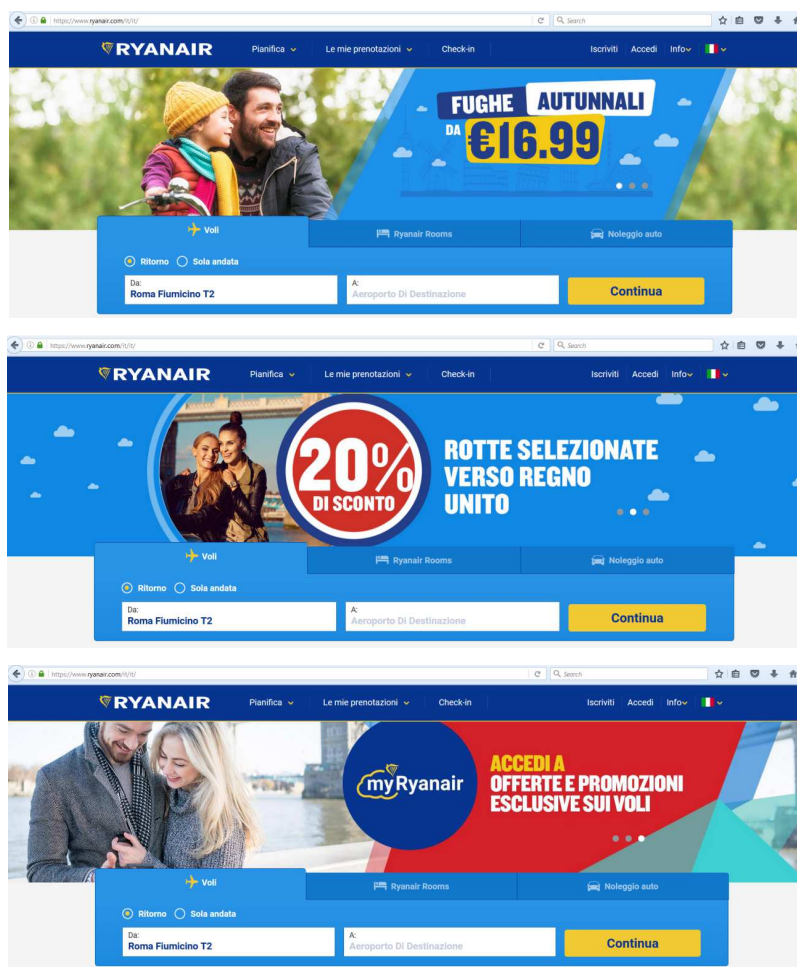 https://www.ryanair.com/it/it/
Search
RYANAIR
Pianifica
Le mie prenotazioni
Check-in
Iscriviti
Accedi
Info
FUGHE AUTUNNALI
DA €16.99
Voli
Ryanair Rooms
Noleggio auto
Ritorno
Sola andata
Da:
Roma Fiumicino T2
A:
Aeroporto Di Destinazione
Continua
https://www.ryanair.com/it/it/
Search
RYANAIR
Pianifica
Le mie prenotazioni
Check-in
Iscriviti
Accedi
Info
20%
DI SCONTO
ROTTE SELEZIONATE
VERSO REGNO
UNITO
Voli
Ryanair Rooms
Noleggio auto
Ritorno
Sola andata
Da:
Roma Fiumicino T2
A:
Aeroporto Di Destinazione
Continua
https://www.ryanair.com/it/it/
Search
RYANAIR
Pianifica
Le mie prenotazioni
Check-in
Iscriviti
Accedi
Info
myRyanair
ACCEDI A
OFFERTE E PROMOZIONI
ESCLUSIVE SUI VOLI
Voli
Ryanair Rooms
Noleggio auto
Ritorno
Sola andata
Da:
Roma Fiumicino T2
A:
Aeroporto Di Destinazione
Continua